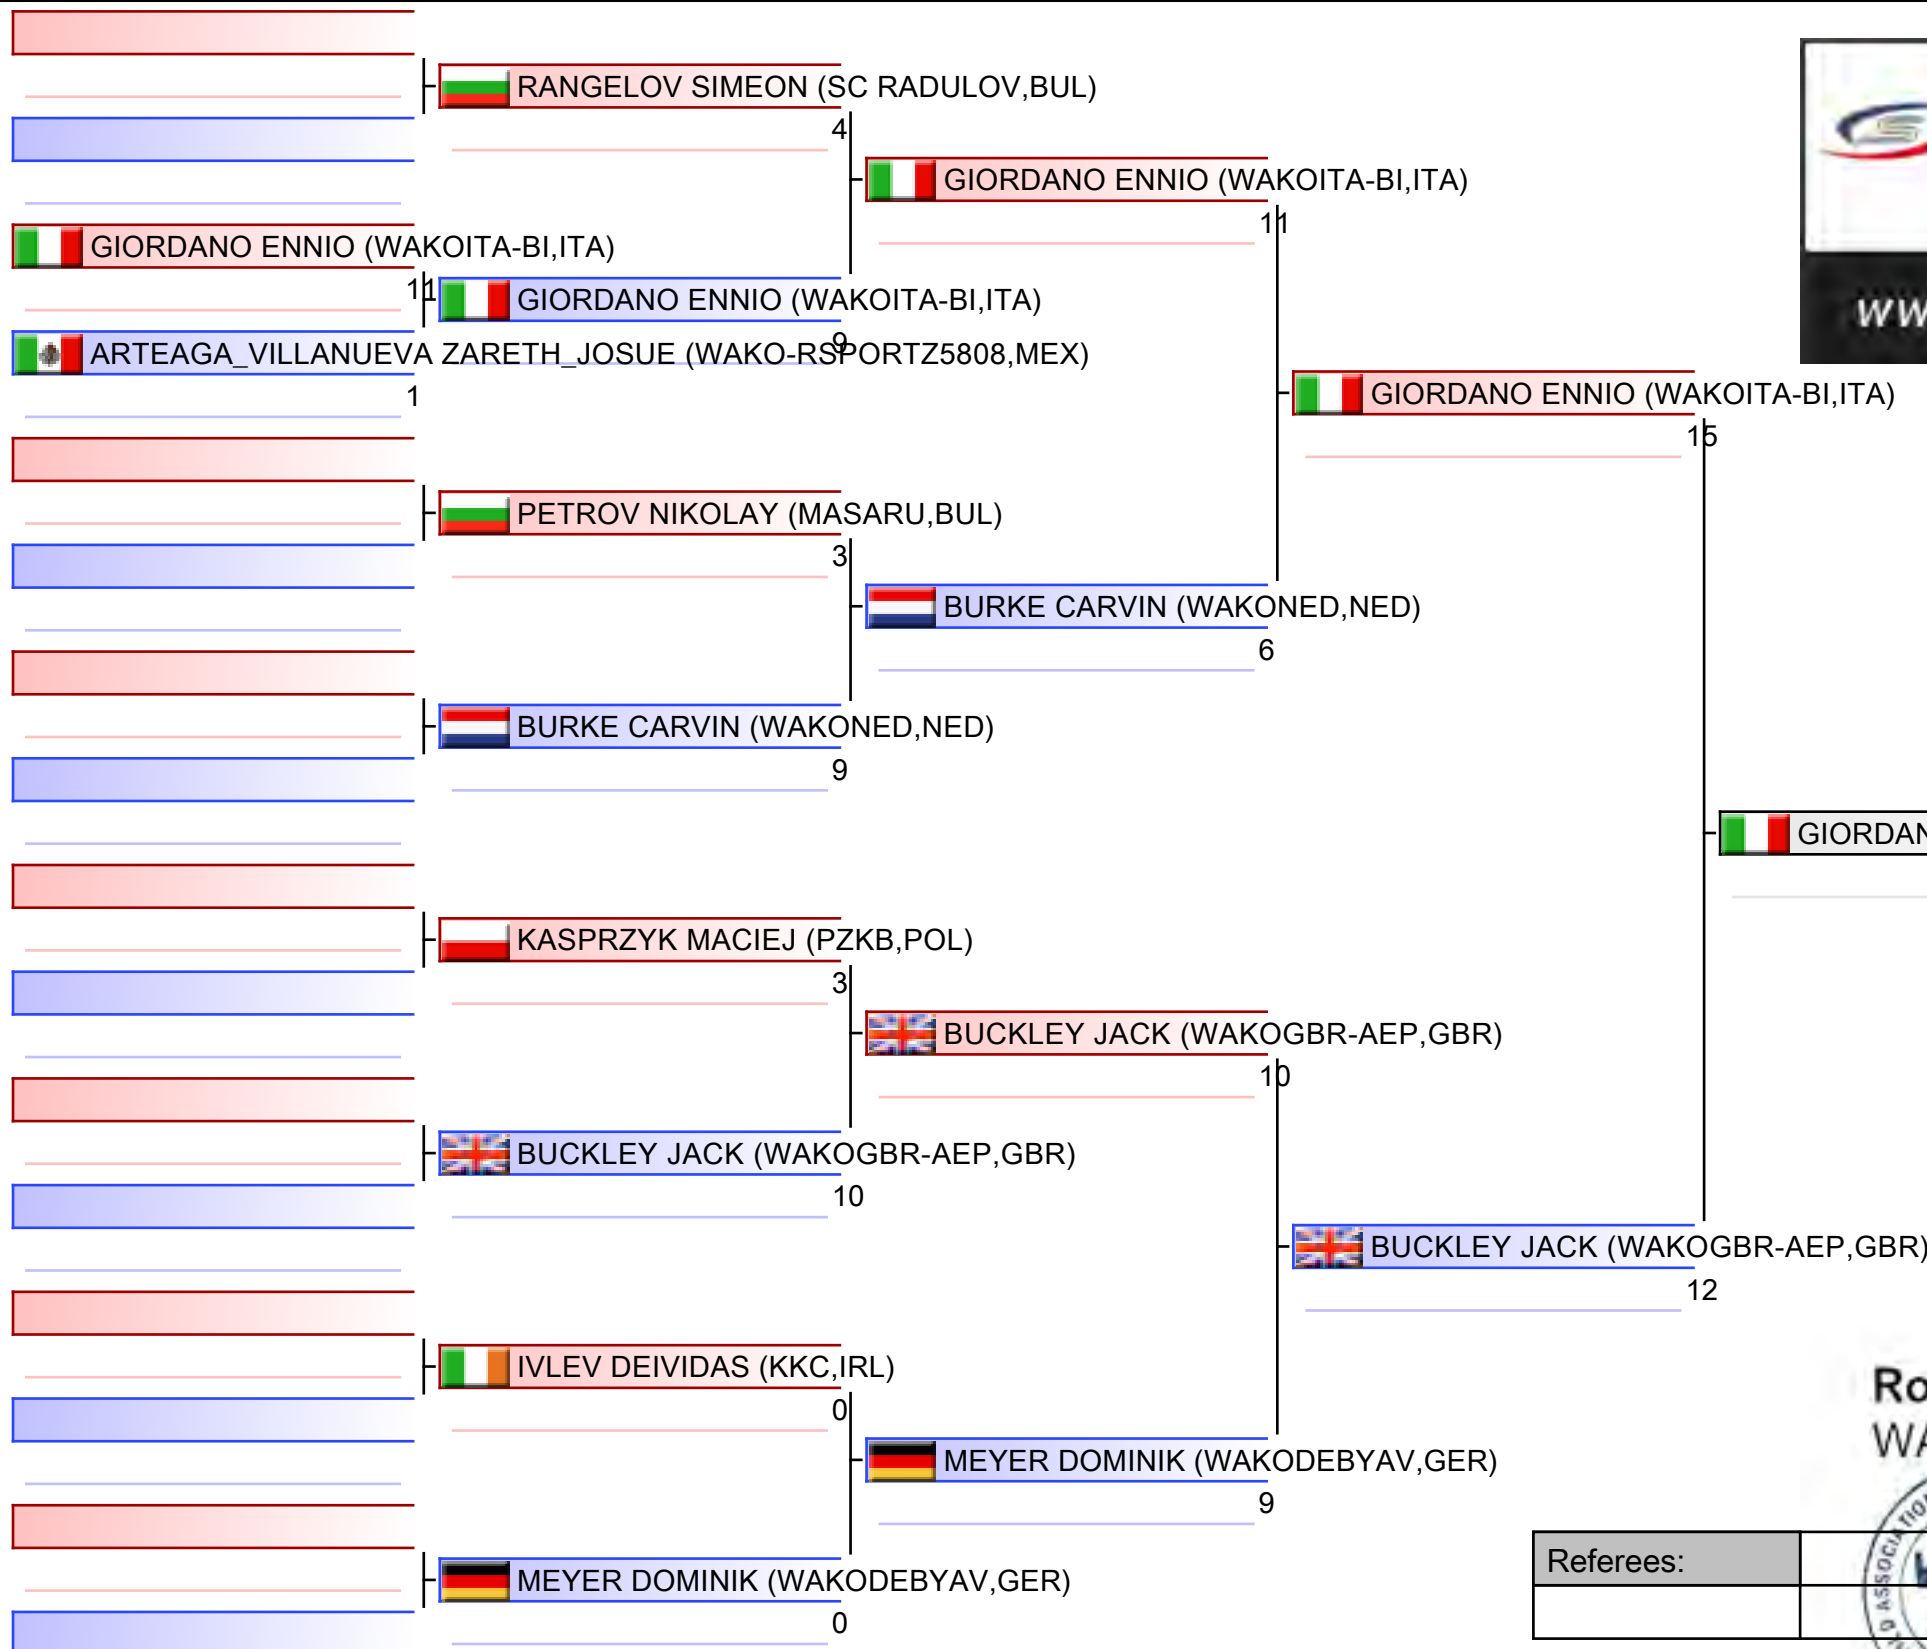 RANGELOV SIMEON (SC RADULOV,BUL)
4
GIORDANO ENNIO (WAKOITA-BI,ITA)
11
GIORDANO ENNIO (WAKOITA-BI,ITA)
11
GIORDANO ENNIO (WAKOITA-BI,ITA)
9
ARTEAGA_VILLANUEVA ZARETH_JOSUE (WAKO-RSPORTZ5808,MEX)
1
GIORDANO ENNIO (WAKOITA-BI,ITA)
15
PETROV NIKOLAY (MASARU,BUL)
3
BURKE CARVIN (WAKONED,NED)
6
BURKE CARVIN (WAKONED,NED)
9
GIORDAN
KASPRZYK MACIEJ (PZKB,POL)
3
BUCKLEY JACK (WAKOGBR-AEP,GBR)
10
BUCKLEY JACK (WAKOGBR-AEP,GBR)
10
BUCKLEY JACK (WAKOGBR-AEP,GBR)
12
IVLEV DEIVIDAS (KKC,IRL)
0
Ro
WA
MEYER DOMINIK (WAKODEBYAV,GER)
9
Referees:
MEYER DOMINIK (WAKODEBYAV,GER)
0